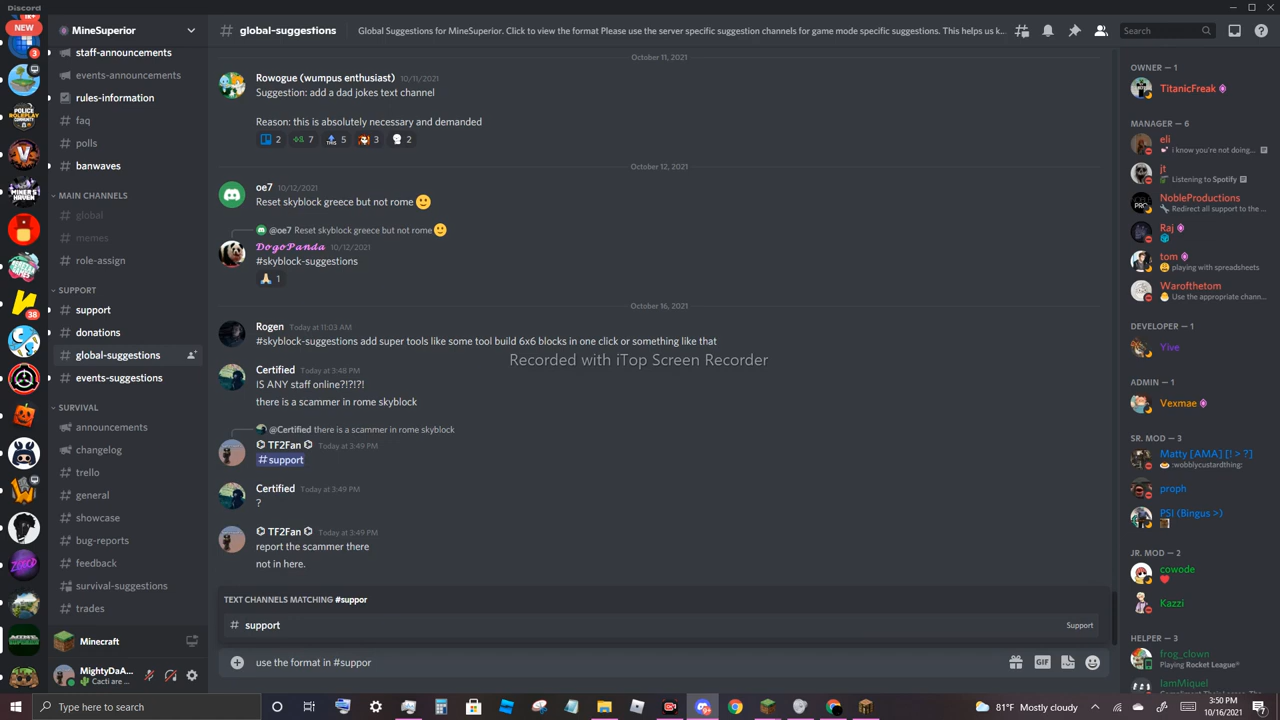 Discord
NEW
MineSuperior
staff-announcements
events-announcements
rules-information
faq
polls
banwaves
MAIN CHANNELS
global
memes
role-assign
SUPPORT
support
donations
global-suggestions
events-suggestions
SURVIVAL
announcements
changelog
trello
general
showcase
bug-reports
feedback
survival-suggestions
trades
Minecraft
MightyDaA...
Cacti are ...
3
38
# global-suggestions
Global Suggestions for MineSuperior. Click to view the format Please use the server specific suggestion channels for game mode specific suggestions. This helps us k...
Search
October 11, 2021
Rowogue (wumpus enthusiast) 10/11/2021
Suggestion: add a dad jokes text channel
Reason: this is absolutely necessary and demanded
2 7 THIS 5 3 2
October 12, 2021
oe7 10/12/2021
Reset skyblock greece but not rome
@oe7 Reset skyblock greece but not rome
𝓓𝓸𝓰𝓸𝓟𝓪𝓷𝓭𝓪 10/12/2021
#skyblock-suggestions
1
October 16, 2021
Rogen Today at 11:03 AM
#skyblock-suggestions add super tools like some tool build 6x6 blocks in one click or something like that
Recorded with iTop Screen Recorder
Certified Today at 3:48 PM
IS ANY staff online?!?!?!
there is a scammer in rome skyblock
@Certified there is a scammer in rome skyblock
⌬ TF2Fan ⌬ Today at 3:49 PM
# support
Certified Today at 3:49 PM
?
⌬ TF2Fan ⌬ Today at 3:49 PM
report the scammer there
not in here.
TEXT CHANNELS MATCHING #suppor
# support Support
use the format in #suppor
GIF
OWNER — 1
TitanicFreak
MANAGER — 6
eli
i know you're not doing...
jt
Listening to Spotify
NobleProductions
Redirect all support to the ...
Raj
tom
playing with spreadsheets
Warofthetom
Use the appropriate chann...
DEVELOPER — 1
Yive
ADMIN — 1
Vexmae
SR. MOD — 3
Matty [AMA] [! > ?]
:wobblycustardthing:
proph
PSI (Bingus >)
JR. MOD — 2
cowode
Kazzi
HELPER — 3
frog_clown
Playing Rocket League®
IamMiquel
Type here to search
81°F Mostly cloudy
3:50 PM
10/16/2021